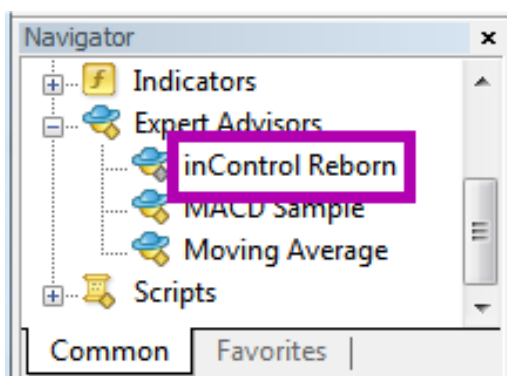 Navigator
Indicators
Expert Advisors
inControl Reborn
MACD Sample
Moving Average
Scripts
Common Favorites